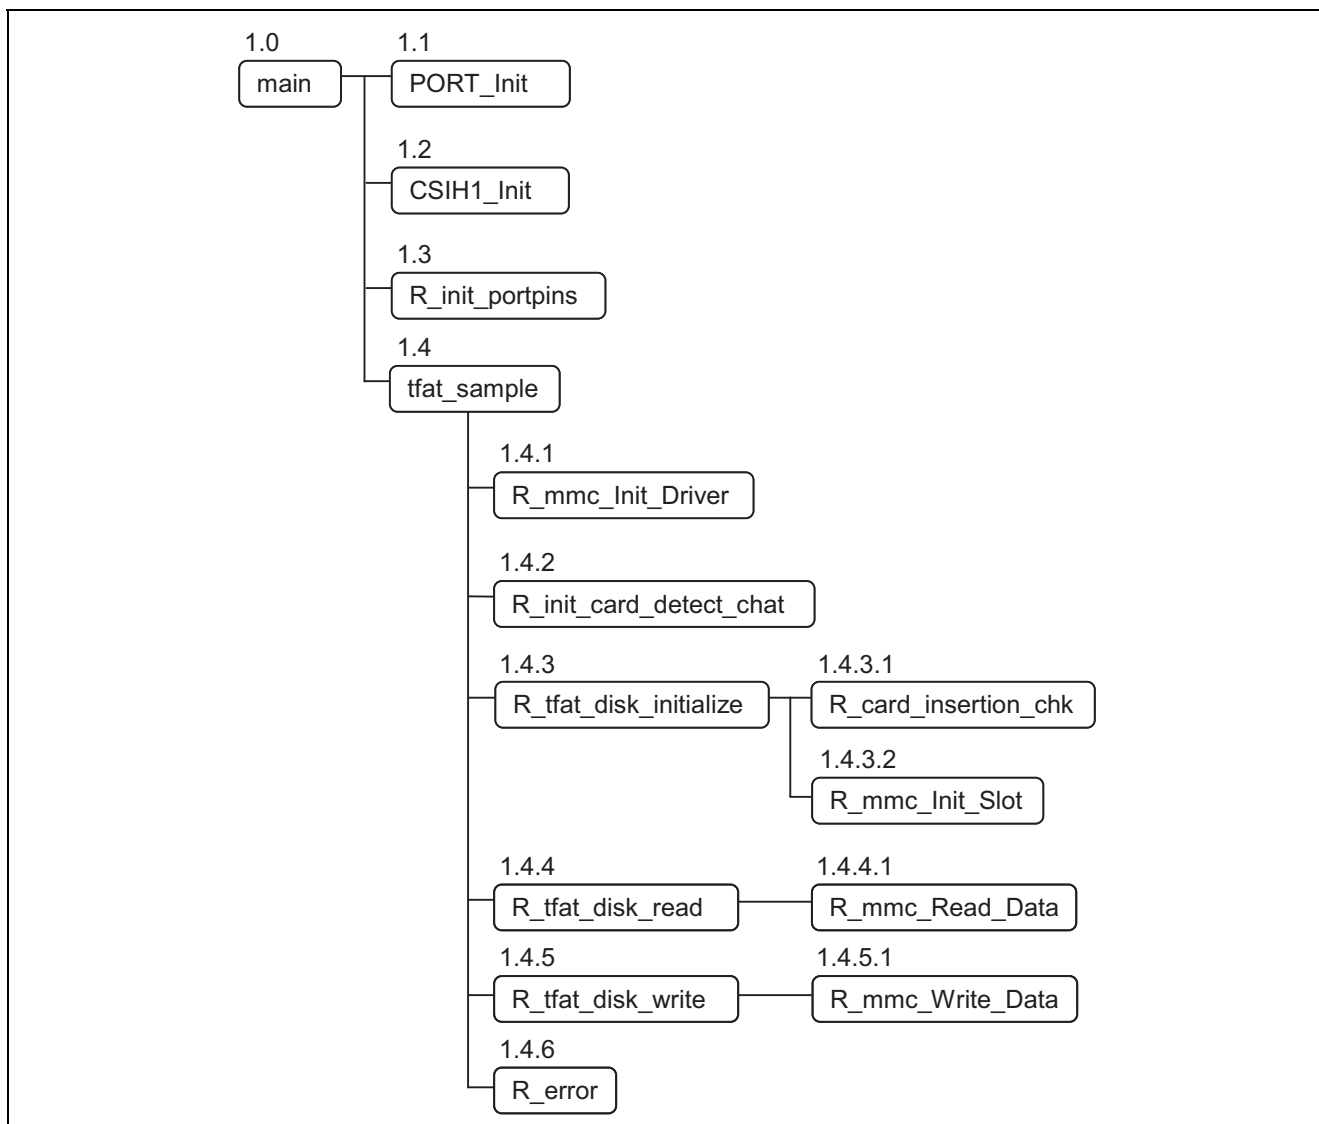 1.0
main
1.1
PORT_Init
1.2
CSIH1_Init
1.3
R_init_portpins
1.4
tfat_sample
1.4.1
R_mmc_Init_Driver
1.4.2
R_init_card_detect_chat
1.4.3
R_tfat_disk_initialize
1.4.3.1
R_card_insertion_chk
1.4.3.2
R_mmc_Init_Slot
1.4.4
R_tfat_disk_read
1.4.4.1
R_mmc_Read_Data
1.4.5
R_tfat_disk_write
1.4.5.1
R_mmc_Write_Data
1.4.6
R_error